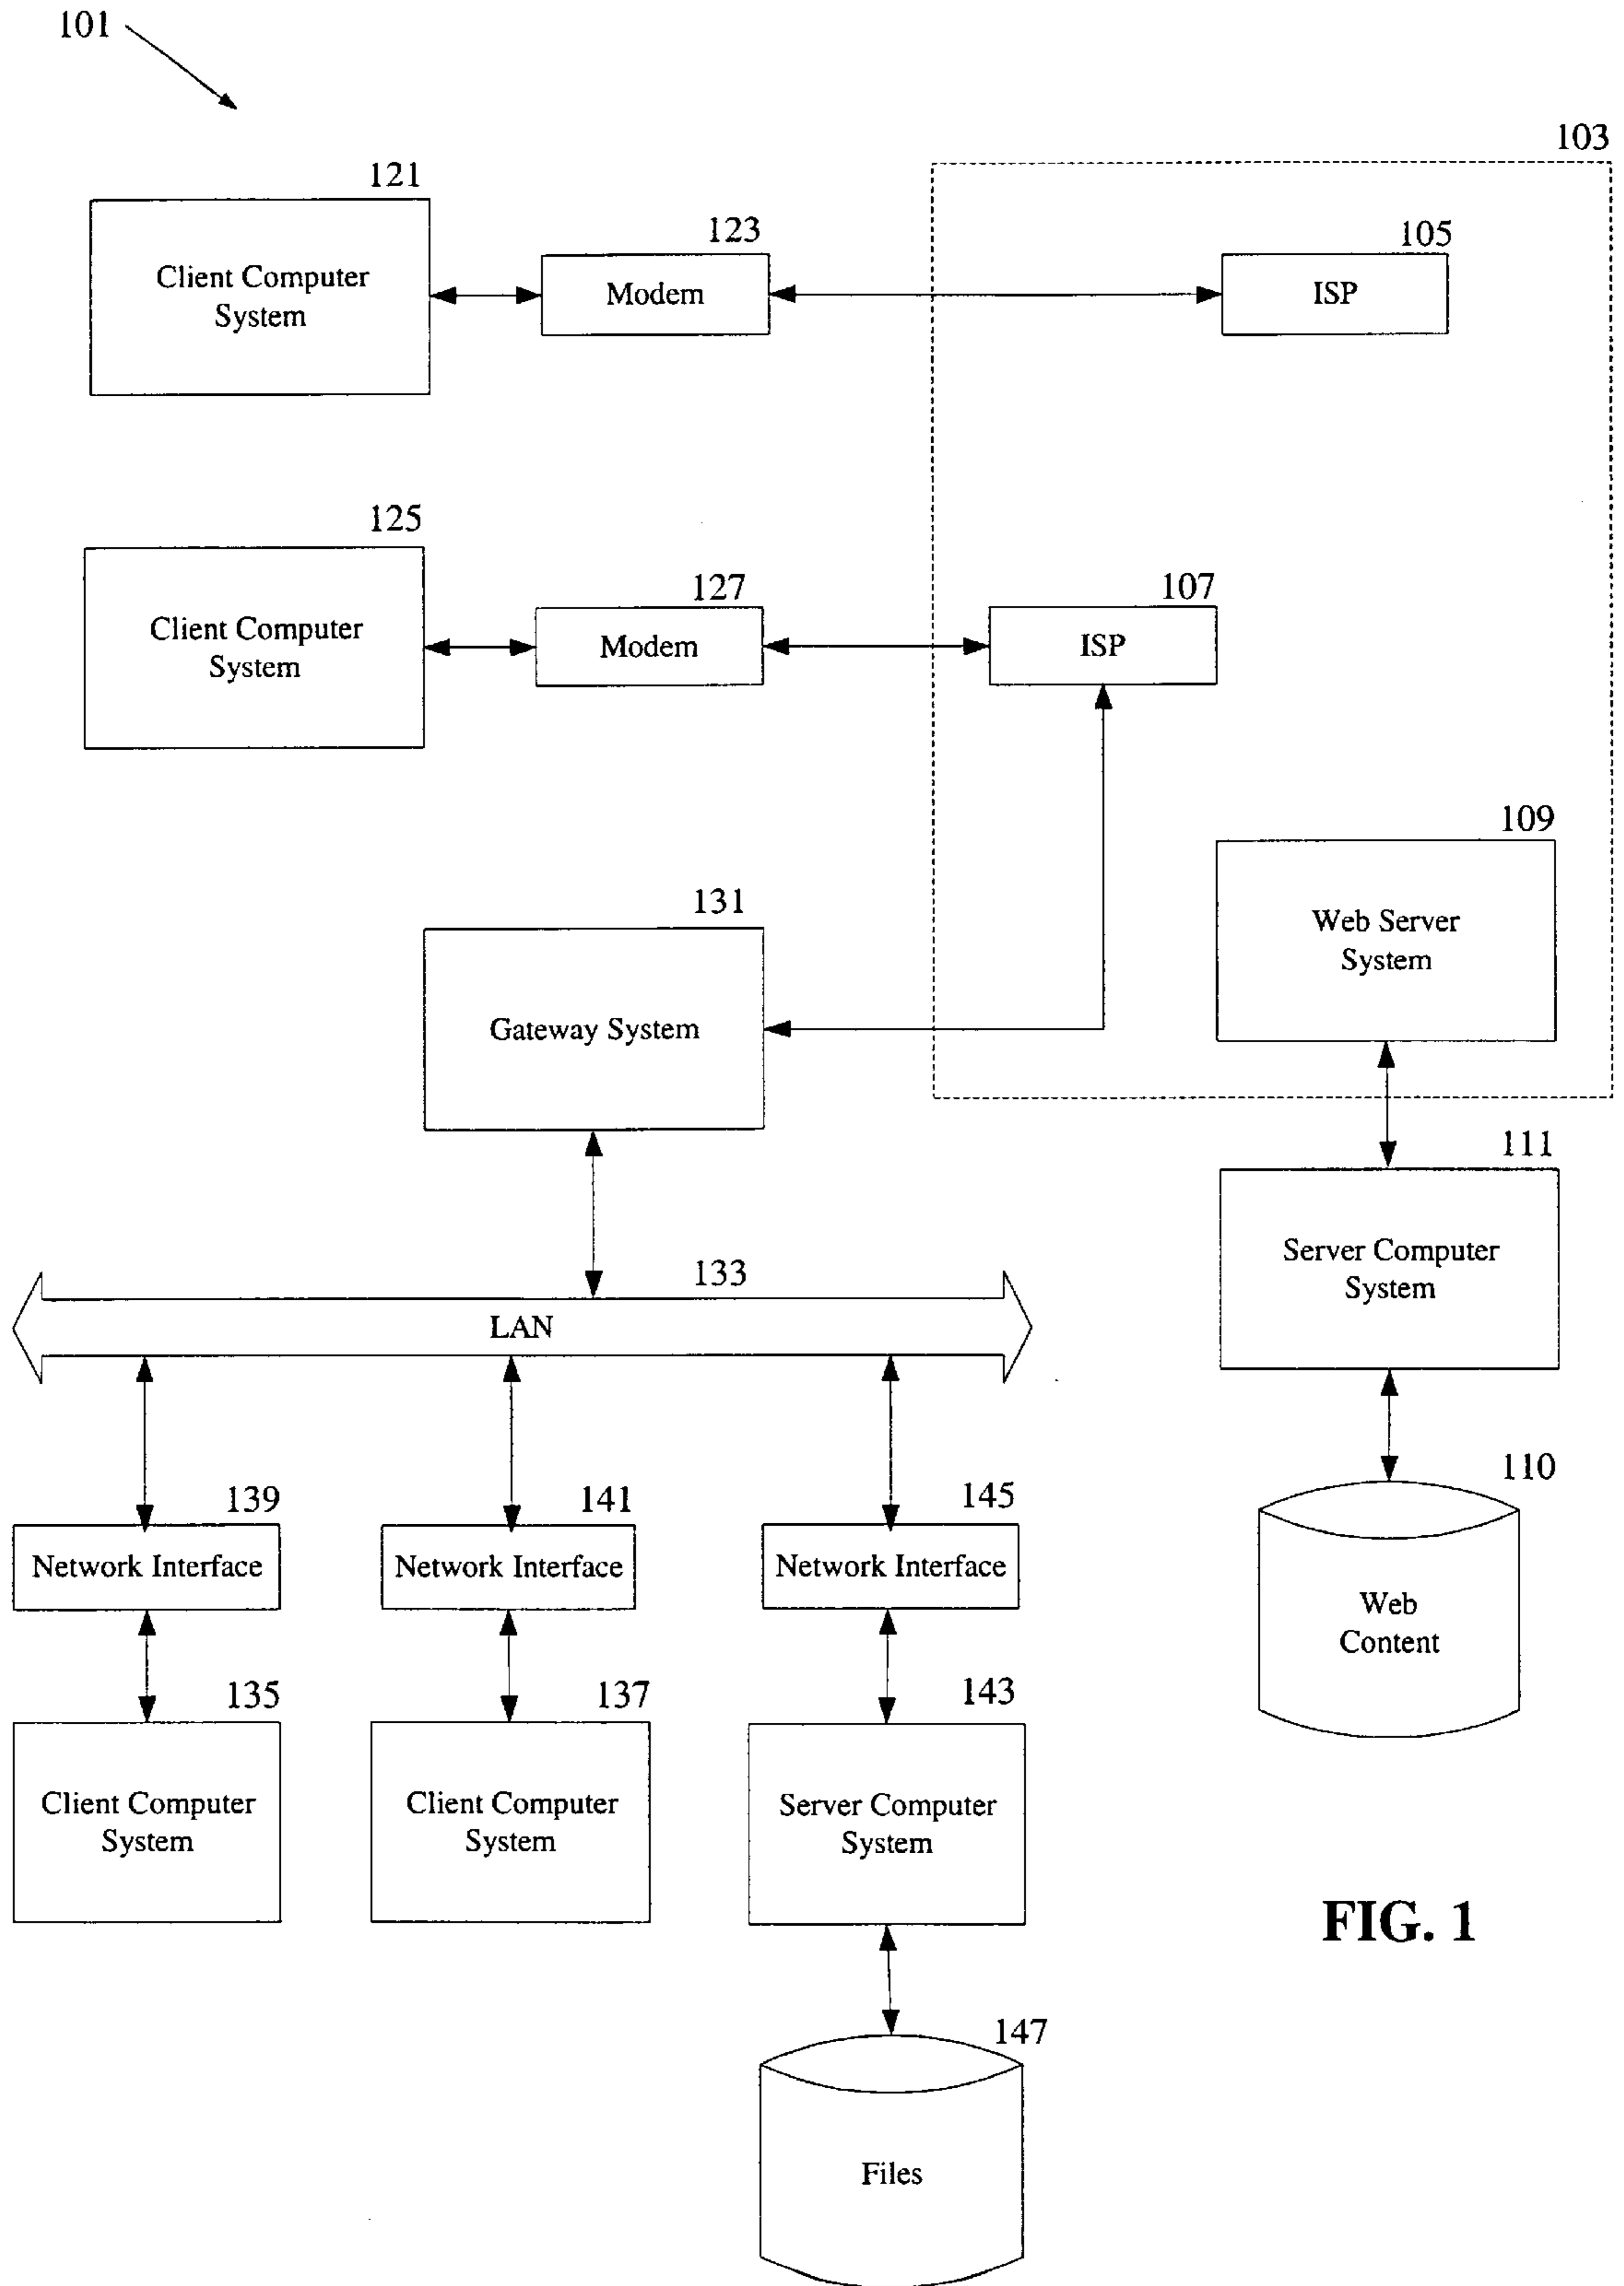 101
103
121
123
105
Client Computer
System
Modem
ISP
125
127
107
Client Computer
System
Modem
ISP
109
131
Web Server
System
Gateway System
111
133
Server Computer
System
LAN
110
139
141
145
Network Interface
Network Interface
Network Interface
Web
Content
135
137
143
Client Computer
System
Client Computer
System
Server Computer
System
FIG. 1
147
Files